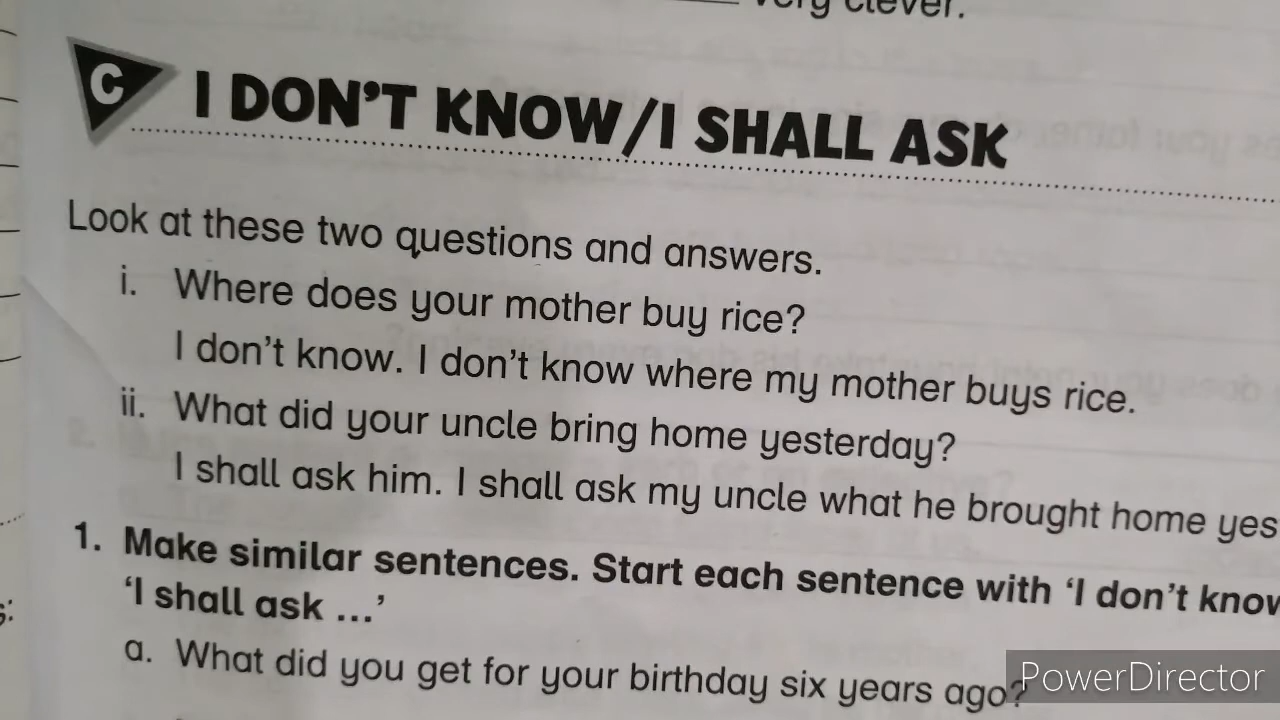 very clever.
C I DON'T KNOW/I SHALL ASK
Look at these two questions and answers.
i. Where does your mother buy rice?
I don't know. I don't know where my mother buys rice.
ii. What did your uncle bring home yesterday?
I shall ask him. I shall ask my uncle what he brought home yes
1. Make similar sentences. Start each sentence with 'I don't know
'I shall ask ...'
a. What did you get for your birthday six years ago?
PowerDirector